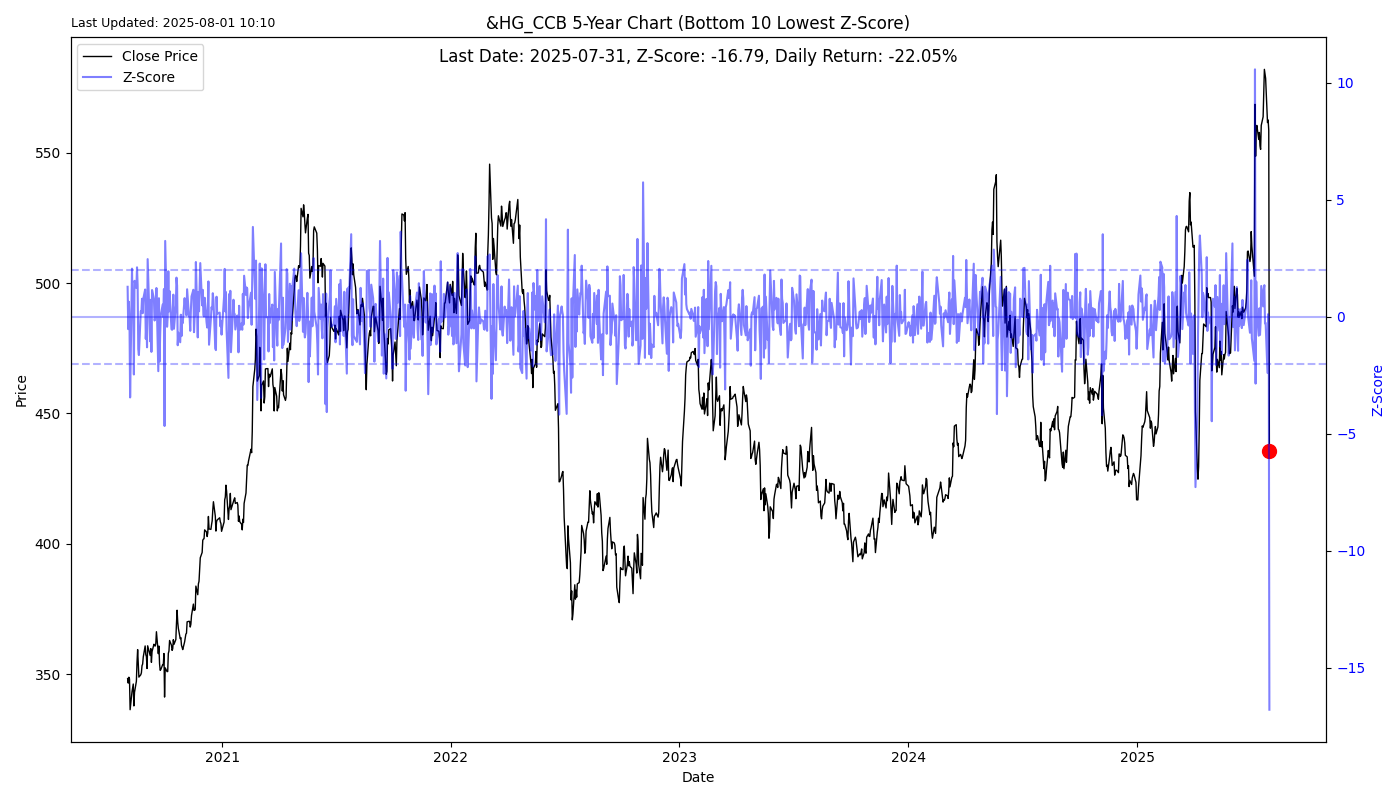 Last Updated: 2025-08-01 10:10
&HG_CCB 5-Year Chart (Bottom 10 Lowest Z-Score)
Last Date: 2025-07-31, Z-Score: -16.79, Daily Return: -22.05%
Close Price
Z-Score
Price
550
500
450
400
350
10
5
0
−5
−10
−15
Z-Score
2021
2022
2023
2024
2025
Date